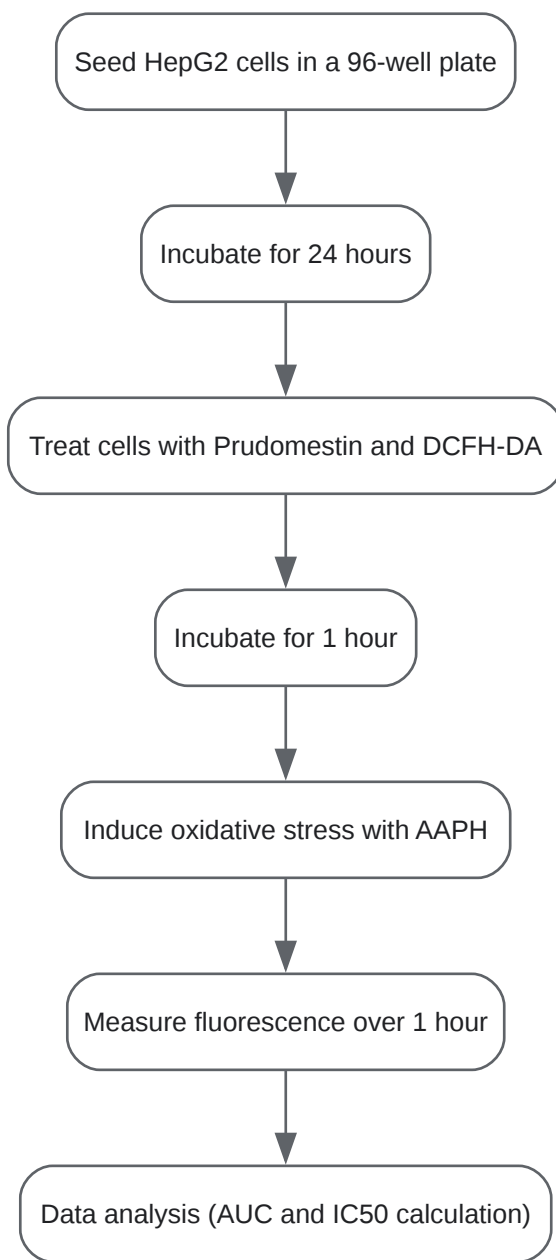 Seed HepG2 cells in a 96-well plate
Incubate for 24 hours
Treat cells with Prudomestin and DCFH-DA
Incubate for 1 hour
Induce oxidative stress with AAPH
Measure fluorescence over 1 hour
Data analysis (AUC and IC50 calculation)